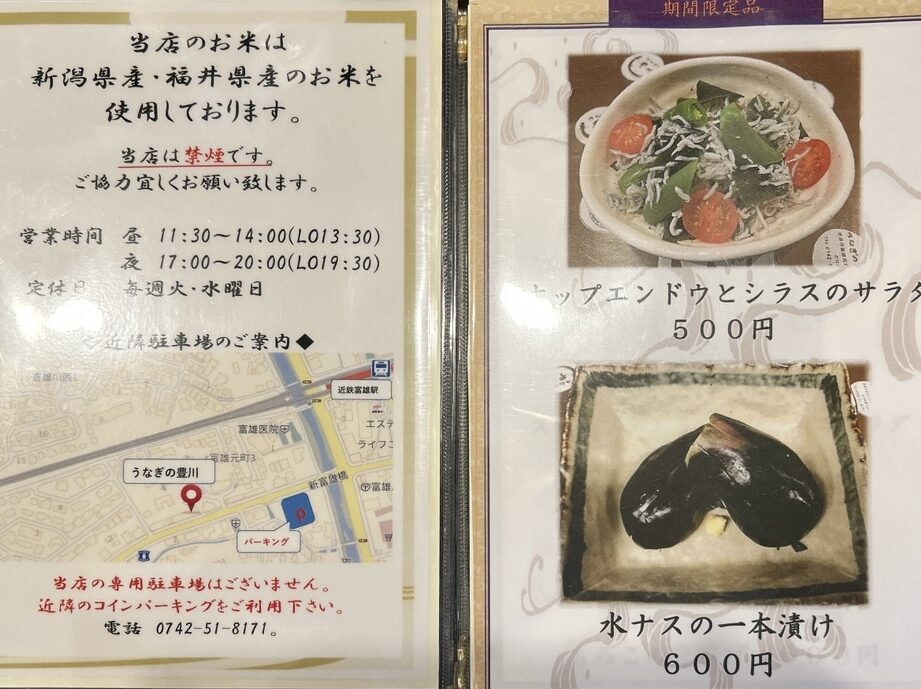 当店のお米は
新潟県産・福井県産のお米を
使用しております。
当店は禁煙です。
ご協力宜しくお願い致します。
営業時間 昼 11:30～14:00(LO13:30)
夜 17:00～20:00(LO19:30)
定休日 毎週火・水曜日
近隣駐車場のご案内◆
近鉄富雄駅
富雄医院
富雄元町3
うなぎの豊川
新富雄橋
P
パーキング
15
16
当店の専用駐車場はございません。
近隣のコインパーキングをご利用下さい。
電話 0742-51-8171。
期間限定品
ップエンドウとシラスのサラダ
500円
水ナスの一本漬け
600円